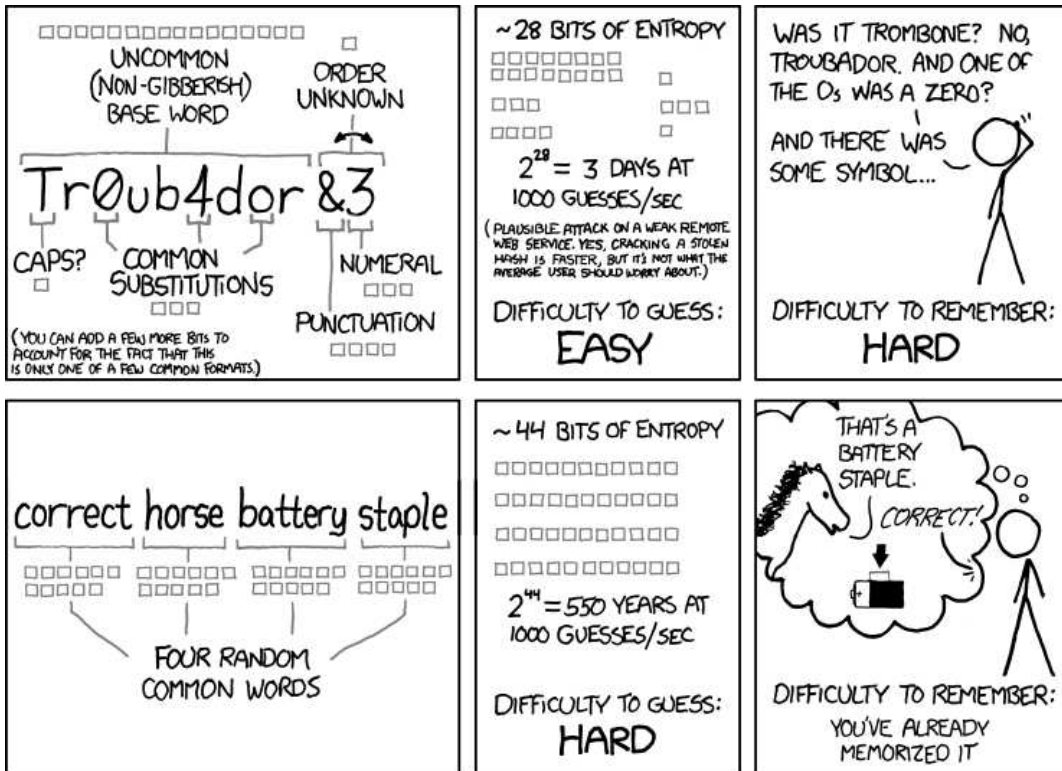 UNCOMMON
(NON-GIBBERISH)
BASE WORD
ORDER
UNKNOWN
Tr0ub4dor &3
CAPS?
COMMON
SUBSTITUTIONS
NUMERAL
PUNCTUATION
(YOU CAN ADD A FEW MORE BITS TO
ACCOUNT FOR THE FACT THAT THIS
IS ONLY ONE OF A FEW COMMON FORMATS.)
~28 BITS OF ENTROPY
2^28 = 3 DAYS AT
1000 GUESSES/SEC
(PLAUSIBLE ATTACK ON A WEAK REMOTE
WEB SERVICE. YES, CRACKING A STOLEN
HASH IS FASTER, BUT IT'S NOT WHAT THE
AVERAGE USER SHOULD WORRY ABOUT.)
DIFFICULTY TO GUESS:
EASY
WAS IT TROMBONE? NO,
TROUBADOR. AND ONE OF
THE Os WAS A ZERO?
AND THERE WAS
SOME SYMBOL...
DIFFICULTY TO REMEMBER:
HARD
correct horse battery staple
FOUR RANDOM
COMMON WORDS
~44 BITS OF ENTROPY
2^44 = 550 YEARS AT
1000 GUESSES/SEC
DIFFICULTY TO GUESS:
HARD
THAT'S A
BATTERY
STAPLE.
CORRECT!
DIFFICULTY TO REMEMBER:
YOU'VE ALREADY
MEMORIZED IT